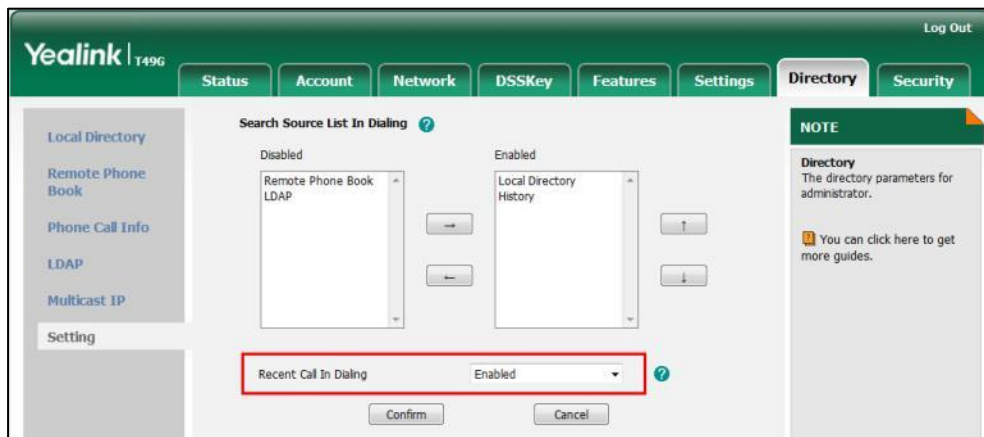 Log Out
Yealink | T49G
Status Account Network DSSKey Features Settings Directory Security
Local Directory
Remote Phone
Book
Phone Call Info
LDAP
Multicast IP
Setting
Search Source List In Dialing ?
Disabled Enabled
Remote Phone Book
LDAP
Local Directory
History
→ ↑
← ↓
Recent Call In Dialing Enabled ?
Confirm Cancel
NOTE
Directory
The directory parameters for
administrator.
? You can click here to get
more guides.